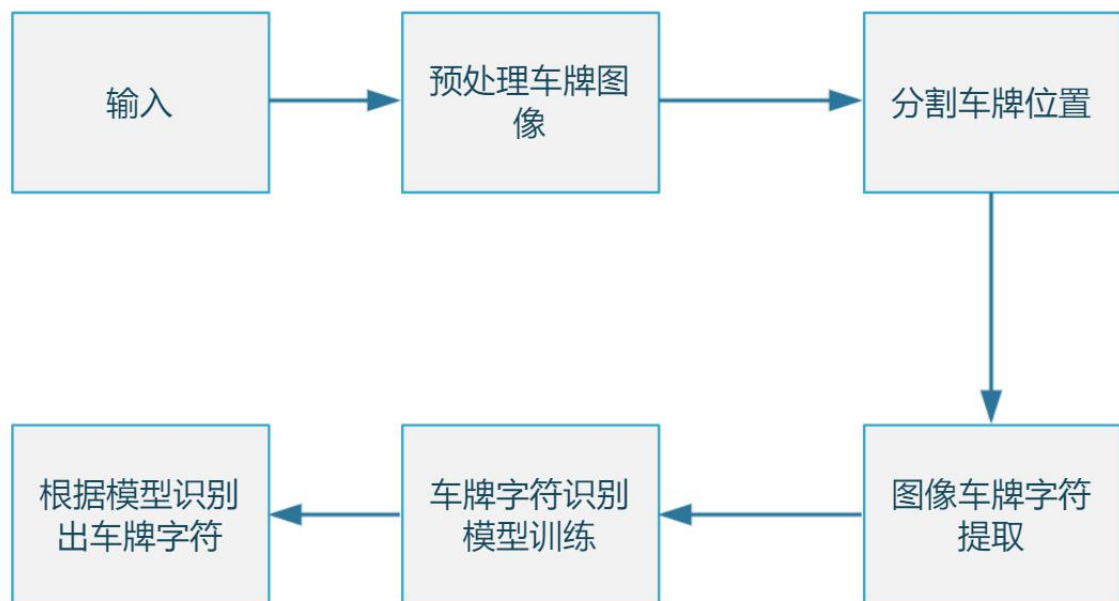 输入
预处理车牌图
像
分割车牌位置
图像车牌字符
提取
车牌字符识别
模型训练
根据模型识别
出车牌字符